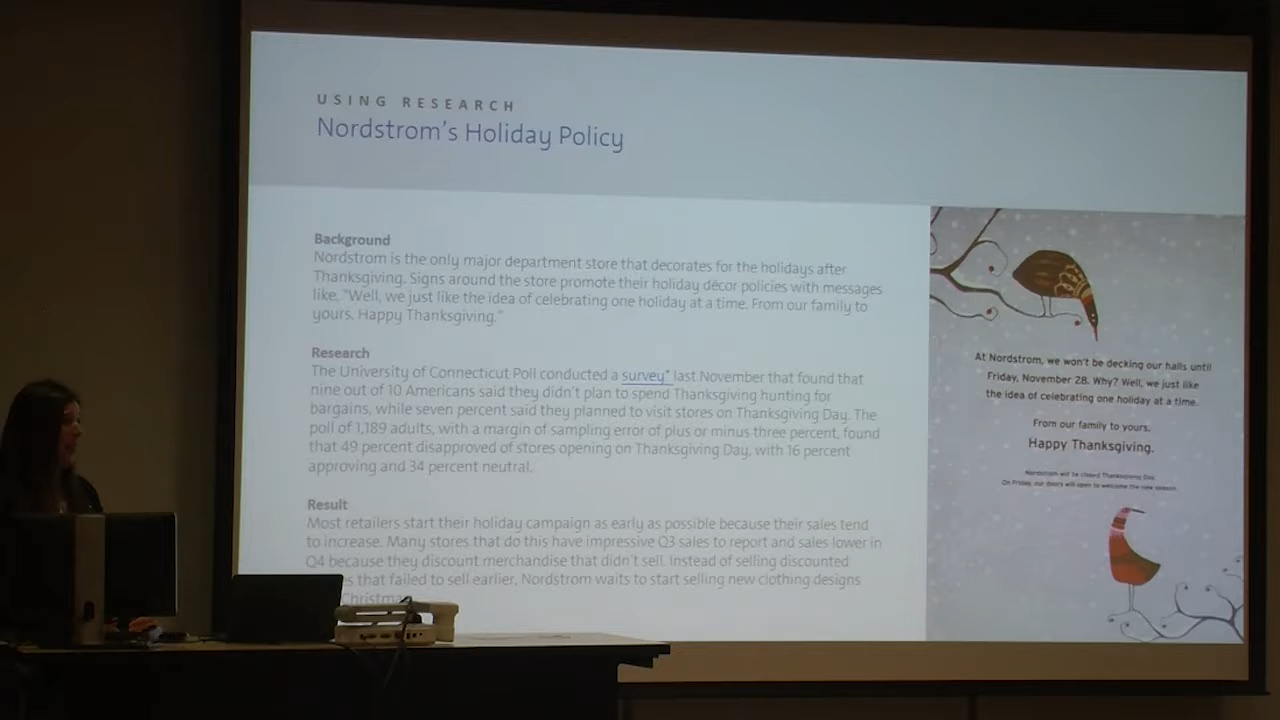 USING RESEARCH
Nordstrom's Holiday Policy
Background
Nordstrom is the only major department store that decorates for the holidays after
Thanksgiving. Signs around the store promote their holiday décor policies with messages
like, "Well, we just like the idea of celebrating one holiday at a time. From our family to
yours, Happy Thanksgiving."
Research
The University of Connecticut Poll conducted a survey* last November that found that
nine out of 10 Americans said they didn't plan to spend Thanksgiving hunting for
bargains, while seven percent said they planned to visit stores on Thanksgiving Day. The
poll of 1,189 adults, with a margin of sampling error of plus or minus three percent, found
that 49 percent disapproved of stores opening on Thanksgiving Day, with 16 percent
approving and 34 percent neutral.
Result
Most retailers start their holiday campaign as early as possible because their sales tend
to increase. Many stores that do this have impressive Q3 sales to report and sales lower in
Q4 because they discount merchandise that didn't sell. Instead of selling discounted
that failed to sell earlier, Nordstrom waits to start selling new clothing designs
At Nordstrom, we won't be decking our halls until
Friday, November 28. Why? Well, we just like
the idea of celebrating one holiday at a time.
From our family to yours,
Happy Thanksgiving.
Nordstrom will be closed Thanksgiving Day.
On Friday, our doors will open to welcome the new season.